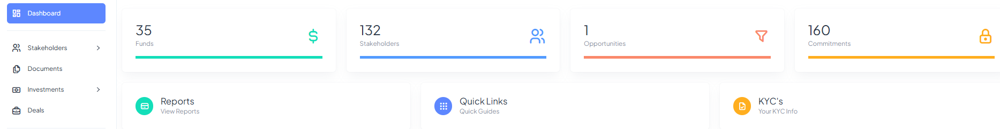 Dashboard
Stakeholders
Documents
Investments
Deals
35
Funds
132
Stakeholders
1
Opportunities
160
Commitments
Reports
View Reports
Quick Links
Quick Guides
KYC's
Your KYC Info